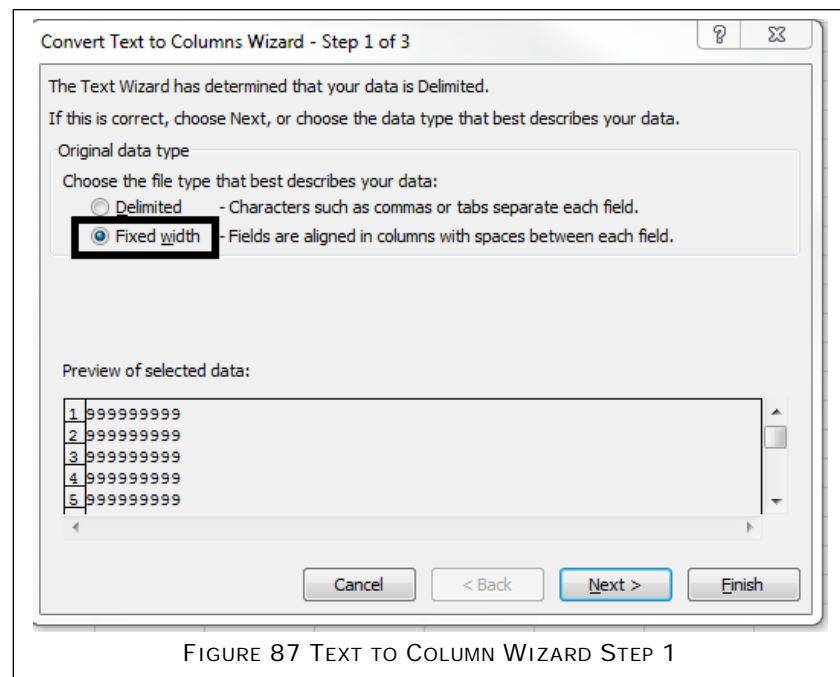 Convert Text to Columns Wizard - Step 1 of 3
The Text Wizard has determined that your data is Delimited.
If this is correct, choose Next, or choose the data type that best describes your data.
Original data type
Choose the file type that best describes your data:
Delimited - Characters such as commas or tabs separate each field.
Fixed width - Fields are aligned in columns with spaces between each field.
Preview of selected data:
1 999999999
2 999999999
3 999999999
4 999999999
5 999999999
Cancel < Back Next > Finish
FIGURE 87 TEXT TO COLUMN WIZARD STEP 1